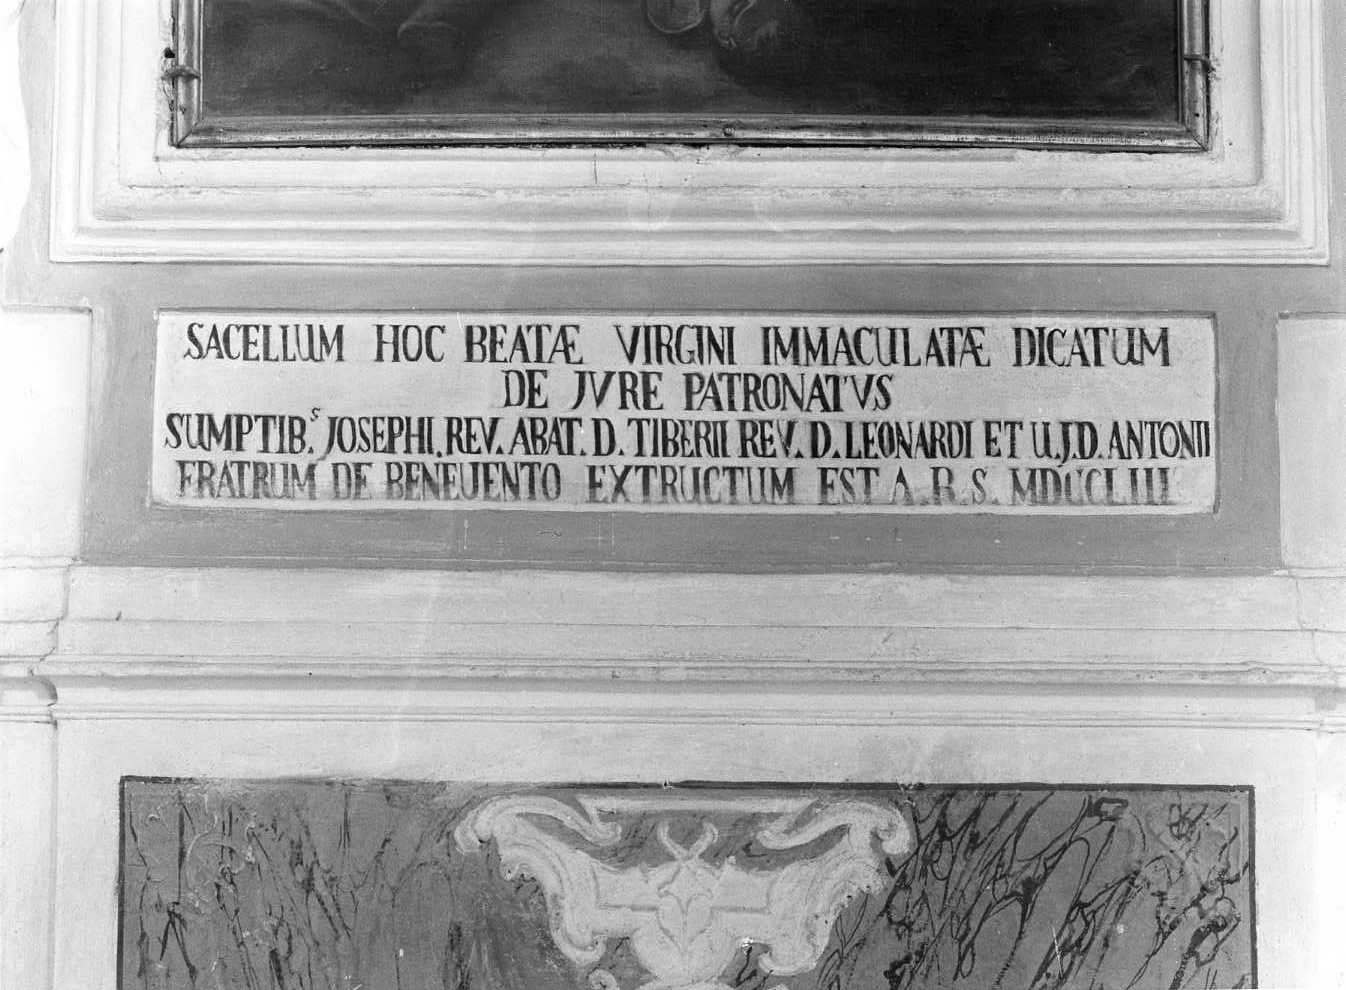 SACELLUM HOC BEATÆ VIRGINI IMMACULATÆ DICATUM
DE JVRE PATRONATVS
SUMPTIBˢ. JOSEPHI. REV. ABAT. D. TIBERII REV. D. LEONARDI ET U.J.D. ANTONII
FRATRUM DE BENEUENTO EXTRUCTUM EST A. R. S. MDCCLIII